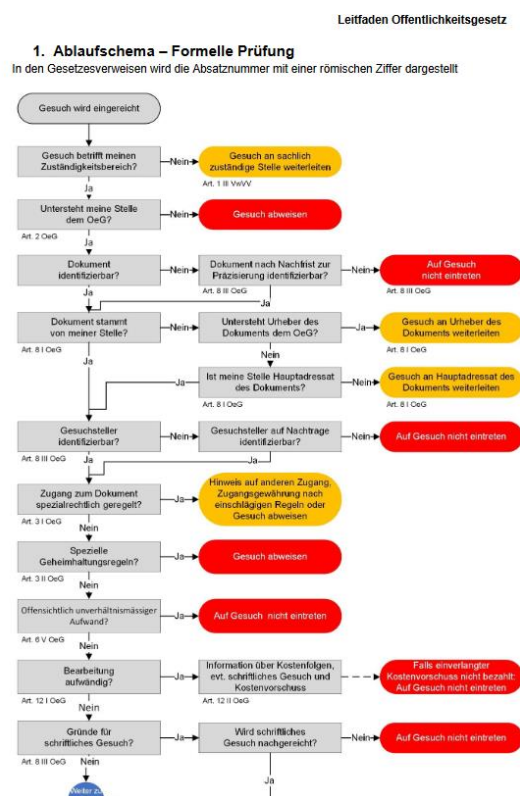 Leitfaden Öffentlichkeitsgesetz
1. Ablaufschema – Formelle Prüfung
In den Gesetzesverweisen wird die Absatznummer mit einer römischen Ziffer dargestellt
Gesuch wird eingereicht
Gesuch betrifft meinen
Zuständigkeitsbereich?
Nein
Gesuch an sachlich
zuständige Stelle weiterleiten
Art. 1 III VwVV
Ja
Untersteht meine Stelle
dem OeG?
Nein
Gesuch abweisen
Art. 2 OeG
Ja
Dokument
identifizierbar?
Nein
Dokument nach Nachfrist zur
Präzisierung identifizierbar?
Nein
Auf Gesuch
nicht eintreten
Ja
Art. 8 III OeG
Art. 8 III OeG
Ja
Dokument stammt
von meiner Stelle?
Nein
Untersteht Urheber des
Dokuments dem OeG?
Ja
Gesuch an Urheber des
Dokuments weiterleiten
Art. 8 I OeG
Art. 8 I OeG
Ja
Nein
Ja
Ist meine Stelle Hauptadressat
des Dokuments?
Nein
Gesuch an Hauptadressat des
Dokuments weiterleiten
Art. 8 I OeG
Art. 8 I OeG
Gesuchsteller
identifizierbar?
Nein
Gesuchsteller auf Nachfrage
identifizierbar?
Nein
Auf Gesuch nicht eintreten
Art. 8 III OeG
Ja
Ja
Zugang zum Dokument
spezialrechtlich geregelt?
Ja
Hinweis auf anderen Zugang,
Zugangsgewährung nach
einschlägigen Regeln oder
Gesuch abweisen
Art. 3 I OeG
Nein
Spezielle
Geheimhaltungsregeln?
Ja
Gesuch abweisen
Art. 3 II OeG
Nein
Offensichtlich unverhältnismässiger
Aufwand?
Ja
Auf Gesuch nicht eintreten
Art. 6 V OeG
Nein
Bearbeitung
aufwändig?
Ja
Information über Kostenfolgen,
evt. schriftliches Gesuch und
Kostenvorschuss
Falls einverlangter
Kostenvorschuss nicht bezahlt:
Auf Gesuch nicht eintreten
Art. 12 I OeG
Art. 12 II OeG
Nein
Gründe für
schriftliches Gesuch?
Ja
Wird schriftliches
Gesuch nachgereicht?
Nein
Auf Gesuch nicht eintreten
Art. 8 III OeG
Nein
Ja
Weiter zu